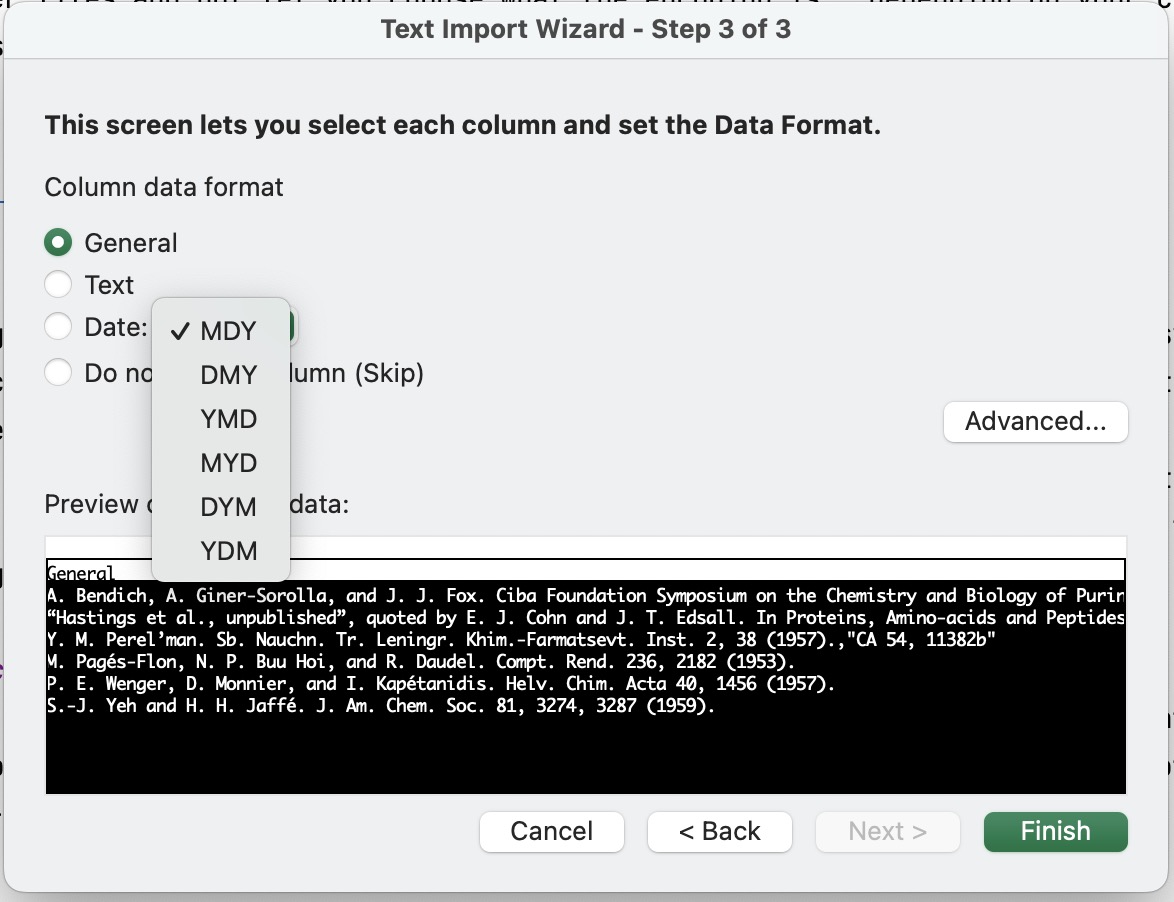 Text Import Wizard - Step 3 of 3
This screen lets you select each column and set the Data Format.
Column data format
General
Text
Date:
✓ MDY
DMY
YMD
MYD
DYM
YDM
Do no lumn (Skip)
Advanced...
Preview data:
General
A. Bendich, A. Giner-Sorolla, and J. J. Fox. Ciba Foundation Symposium on the Chemistry and Biology of Purin
“Hastings et al., unpublished”, quoted by E. J. Cohn and J. T. Edsall. In Proteins, Amino-acids and Peptides
Y. M. Perel’man. Sb. Nauchn. Tr. Leningr. Khim.-Farmatsevt. Inst. 2, 38 (1957).,"CA 54, 11382b"
M. Pagés-Flon, N. P. Buu Hoi, and R. Daudel. Compt. Rend. 236, 2182 (1953).
P. E. Wenger, D. Monnier, and I. Kapétanidis. Helv. Chim. Acta 40, 1456 (1957).
S.-J. Yeh and H. H. Jaffé. J. Am. Chem. Soc. 81, 3274, 3287 (1959).
Cancel
< Back
Next >
Finish